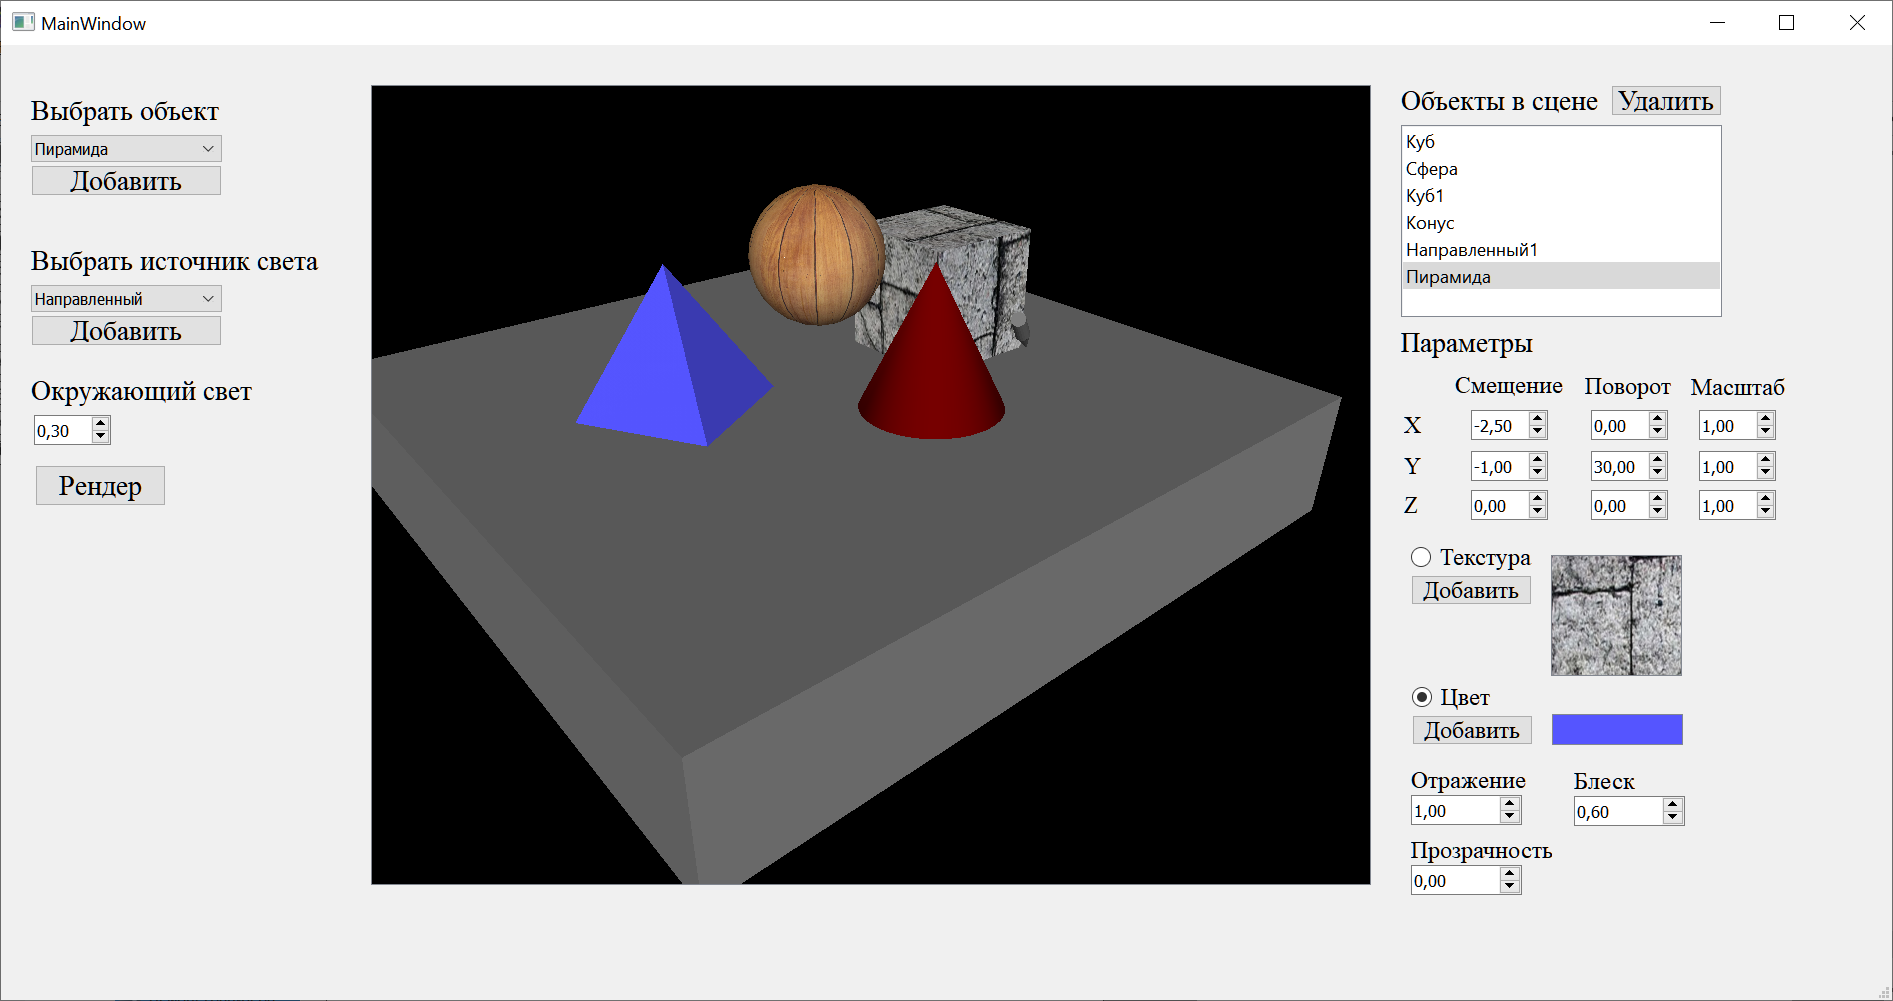 MainWindow
Выбрать объект
Пирамида
Добавить
Выбрать источник света
Направленный
Добавить
Окружающий свет
0,30
Рендер
Объекты в сцене Удалить
Куб
Сфера
Куб1
Конус
Направленный1
Пирамида
Параметры
Смещение Поворот Масштаб
X -2,50 0,00 1,00
Y -1,00 30,00 1,00
Z 0,00 0,00 1,00
Текстура
Добавить
Цвет
Добавить
Отражение Блеск
1,00 0,60
Прозрачность
0,00